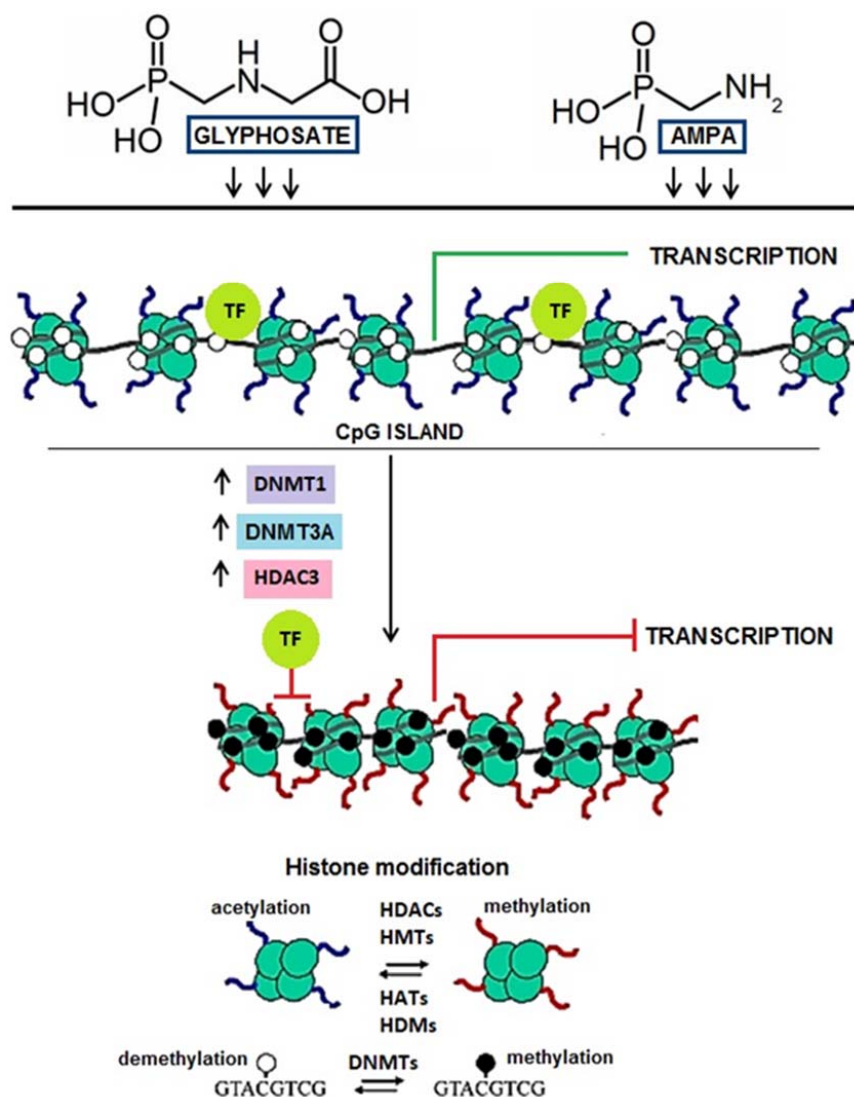 O
H
O
HO
P
N
OH
HO
GLYPHOSATE
O
HO
P
NH2
HO
AMPA
TRANSCRIPTION
TF
TF
CpG ISLAND
DNMT1
DNMT3A
HDAC3
TF
TRANSCRIPTION
Histone modification
acetylation
HDACs
methylation
HMTs
HATs
HDMs
demethylation
DNMTs
methylation
GTACGTCG
GTACGTCG